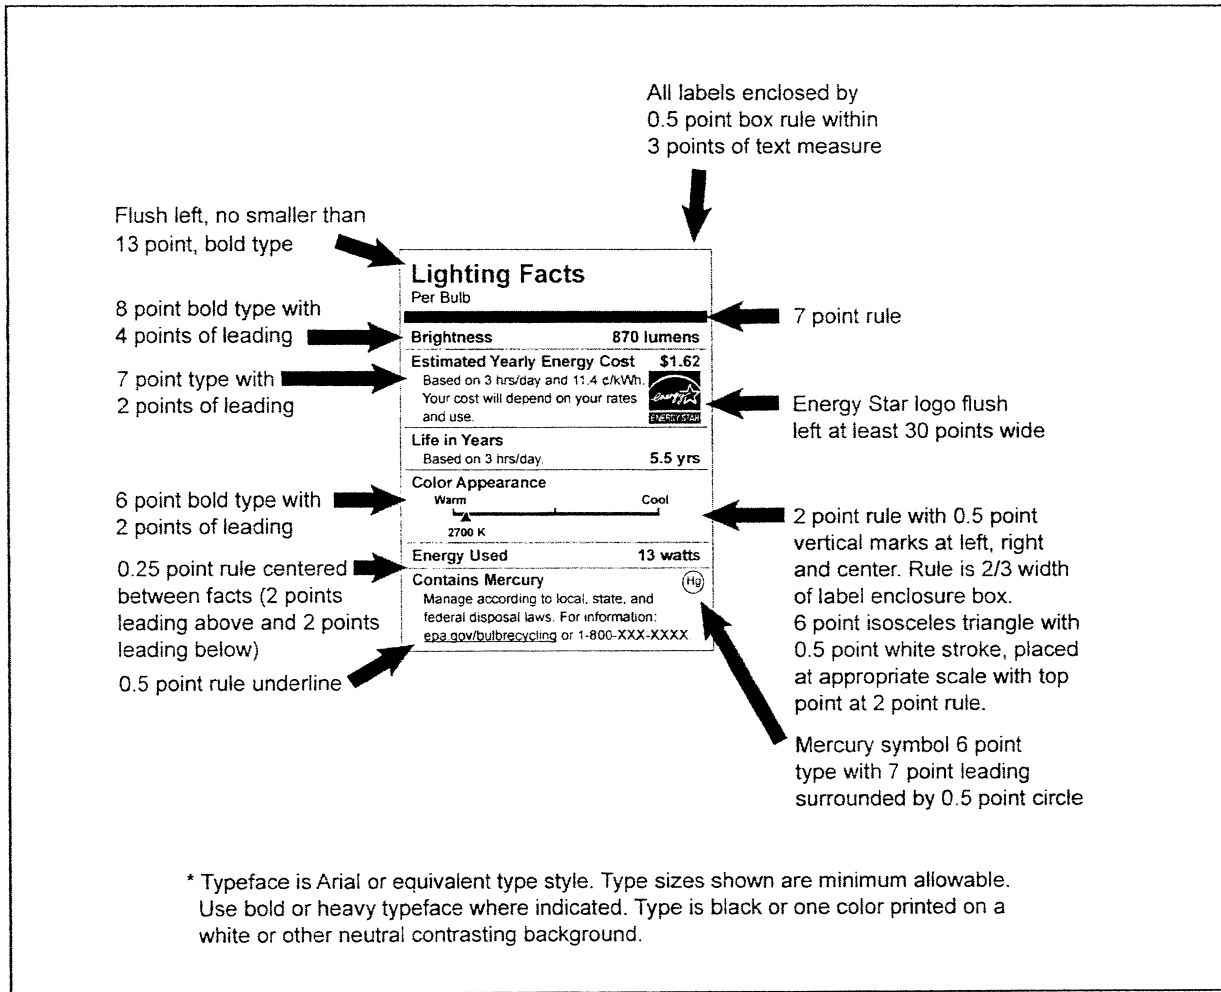 All labels enclosed by
0.5 point box rule within
3 points of text measure
Flush left, no smaller than
13 point, bold type
8 point bold type with
4 points of leading
7 point type with
2 points of leading
6 point bold type with
2 points of leading
0.25 point rule centered
between facts (2 points
leading above and 2 points
leading below)
0.5 point rule underline
Lighting Facts
Per Bulb
Brightness 870 lumens
Estimated Yearly Energy Cost $1.62
Based on 3 hrs/day and 11.4 ¢/kWh.
Your cost will depend on your rates
and use.
energy
ENERGY STAR
Life in Years
Based on 3 hrs/day. 5.5 yrs
Color Appearance
Warm Cool
2700 K
Energy Used 13 watts
Contains Mercury Hg
Manage according to local, state, and
federal disposal laws. For information:
epa.gov/bulbrecycling or 1-800-XXX-XXXX.
7 point rule
Energy Star logo flush
left at least 30 points wide
2 point rule with 0.5 point
vertical marks at left, right
and center. Rule is 2/3 width
of label enclosure box.
6 point isosceles triangle with
0.5 point white stroke, placed
at appropriate scale with top
point at 2 point rule.
Mercury symbol 6 point
type with 7 point leading
surrounded by 0.5 point circle
* Typeface is Arial or equivalent type style. Type sizes shown are minimum allowable.
Use bold or heavy typeface where indicated. Type is black or one color printed on a
white or other neutral contrasting background.